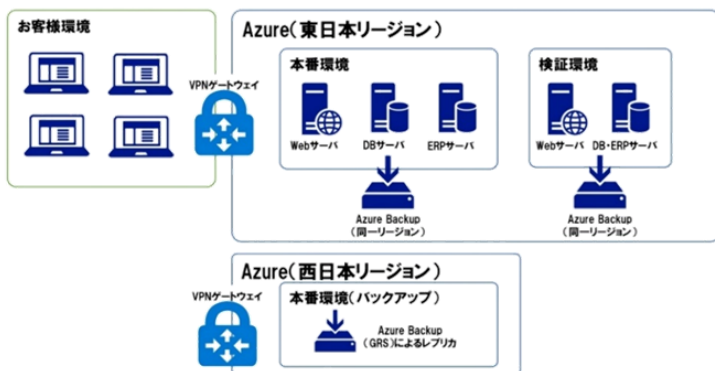 お客様環境
Azure(東日本リージョン)
本番環境
検証環境
VPNゲートウェイ
Webサーバ
DBサーバ
ERPサーバ
Webサーバ
DB・ERPサーバ
Azure Backup
(同一リージョン)
Azure Backup
(同一リージョン)
Azure(西日本リージョン)
VPNゲートウェイ
本番環境(バックアップ)
Azure Backup
(GRS)によるレプリカ